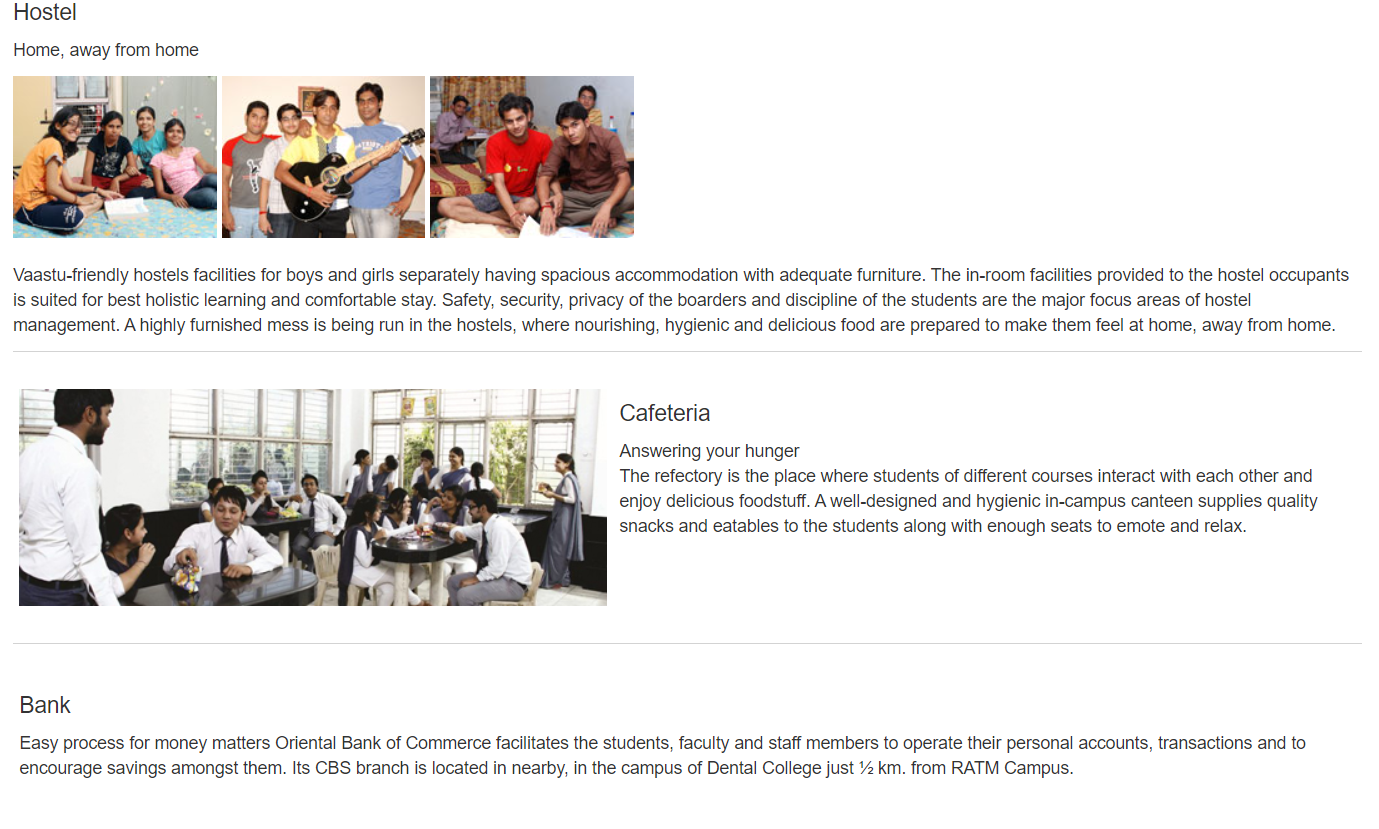 Hostel
Home, away from home
Vaastu-friendly hostels facilities for boys and girls separately having spacious accommodation with adequate furniture. The in-room facilities provided to the hostel occupants
is suited for best holistic learning and comfortable stay. Safety, security, privacy of the boarders and discipline of the students are the major focus areas of hostel
management. A highly furnished mess is being run in the hostels, where nourishing, hygienic and delicious food are prepared to make them feel at home, away from home.
Cafeteria
Answering your hunger
The refectory is the place where students of different courses interact with each other and
enjoy delicious foodstuff. A well-designed and hygienic in-campus canteen supplies quality
snacks and eatables to the students along with enough seats to emote and relax.
Bank
Easy process for money matters Oriental Bank of Commerce facilitates the students, faculty and staff members to operate their personal accounts, transactions and to
encourage savings amongst them. Its CBS branch is located in nearby, in the campus of Dental College just ½ km. from RATM Campus.